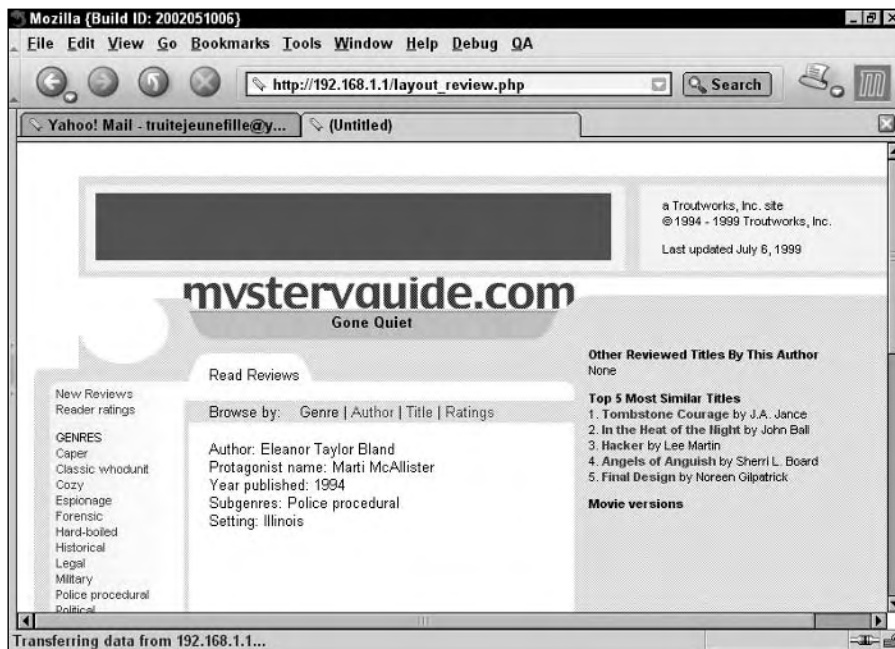 Mozilla {Build ID: 2002051006}
File Edit View Go Bookmarks Tools Window Help Debug QA
http://192.168.1.1/layout_review.php
Search
Yahoo! Mail - truitejeunefille@y...
(Untitled)
a Troutworks, Inc. site
© 1994 - 1999 Troutworks, Inc.
Last updated July 6, 1999
mysteryguide.com
Gone Quiet
Read Reviews
Browse by: Genre | Author | Title | Ratings
Author: Eleanor Taylor Bland
Protagonist name: Marti McAllister
Year published: 1994
Subgenres: Police procedural
Setting: Illinois
New Reviews
Reader ratings
GENRES
Caper
Classic whodunit
Cozy
Espionage
Forensic
Hard-boiled
Historical
Legal
Military
Police procedural
Political
Other Reviewed Titles By This Author
None
Top 5 Most Similar Titles
1. Tombstone Courage by J.A. Jance
2. In the Heat of the Night by John Ball
3. Hacker by Lee Martin
4. Angels of Anguish by Sherri L. Board
5. Final Design by Noreen Gilpatrick
Movie versions
Transferring data from 192.168.1.1...